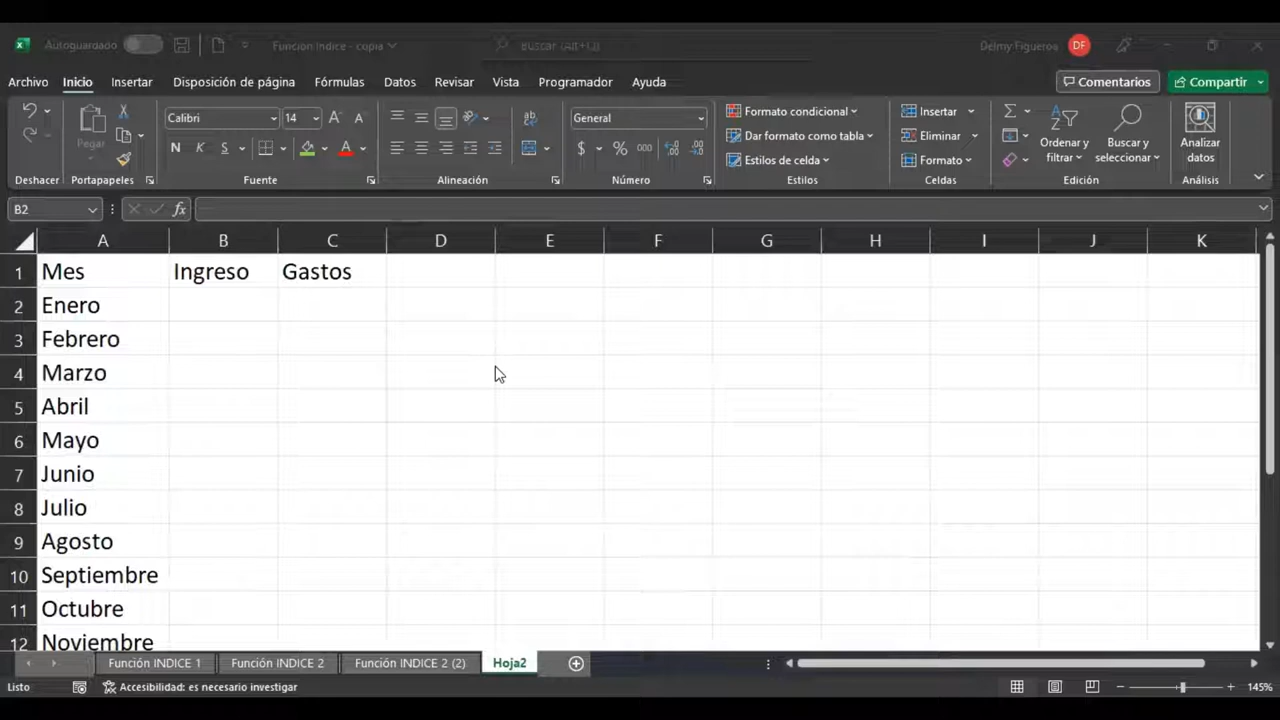 Autoguardado Función Indice - copia Buscar (Alt+Q) Delmy Figueroa DF
Archivo Inicio Insertar Disposición de página Fórmulas Datos Revisar Vista Programador Ayuda Comentarios Compartir
Pegar
Calibri 14
General
Formato condicional
Dar formato como tabla
Estilos de celda
Insertar
Eliminar
Formato
Ordenar y filtrar
Buscar y seleccionar
Analizar datos
N K S
$ % 000
Deshacer Portapapeles Fuente Alineación Número Estilos Celdas Edición Análisis
B2 fx
A B C D E F G H I J K
1 Mes Ingreso Gastos
2 Enero
3 Febrero
4 Marzo
5 Abril
6 Mayo
7 Junio
8 Julio
9 Agosto
10 Septiembre
11 Octubre
12 Noviembre
Función INDICE 1 Función INDICE 2 Función INDICE 2 (2) Hoja2
Listo Accesibilidad: es necesario investigar 145%